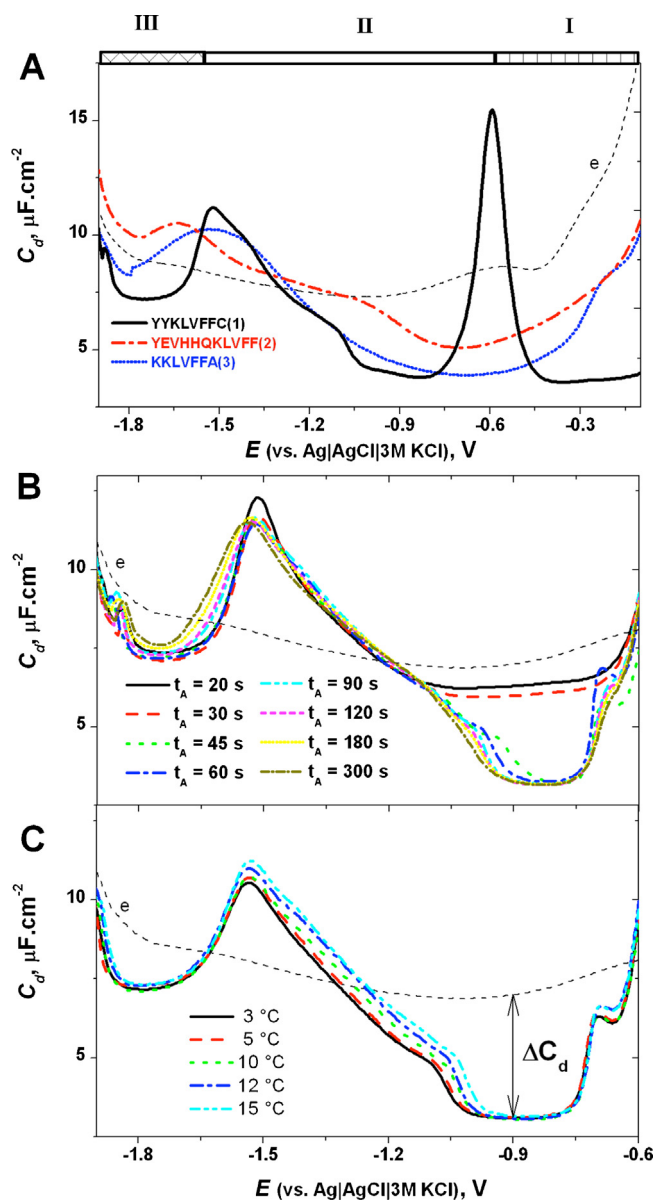 III II I
A
15
10
5
C_d, μF.cm⁻²
e
YYKLVFFC(1)
YEVHHQKLVFF(2)
KKLVFFA(3)
-1.8 -1.5 -1.2 -0.9 -0.6 -0.3
E (vs. Ag|AgCl|3M KCl), V
B
e
10
5
C_d, μF.cm⁻²
t_A = 20 s t_A = 90 s
t_A = 30 s t_A = 120 s
t_A = 45 s t_A = 180 s
t_A = 60 s t_A = 300 s
C
e
10
5
C_d, μF.cm⁻²
3 °C
5 °C
10 °C
12 °C
15 °C
ΔC_d
-1.8 -1.5 -1.2 -0.9 -0.6
E (vs. Ag|AgCl|3M KCl), V